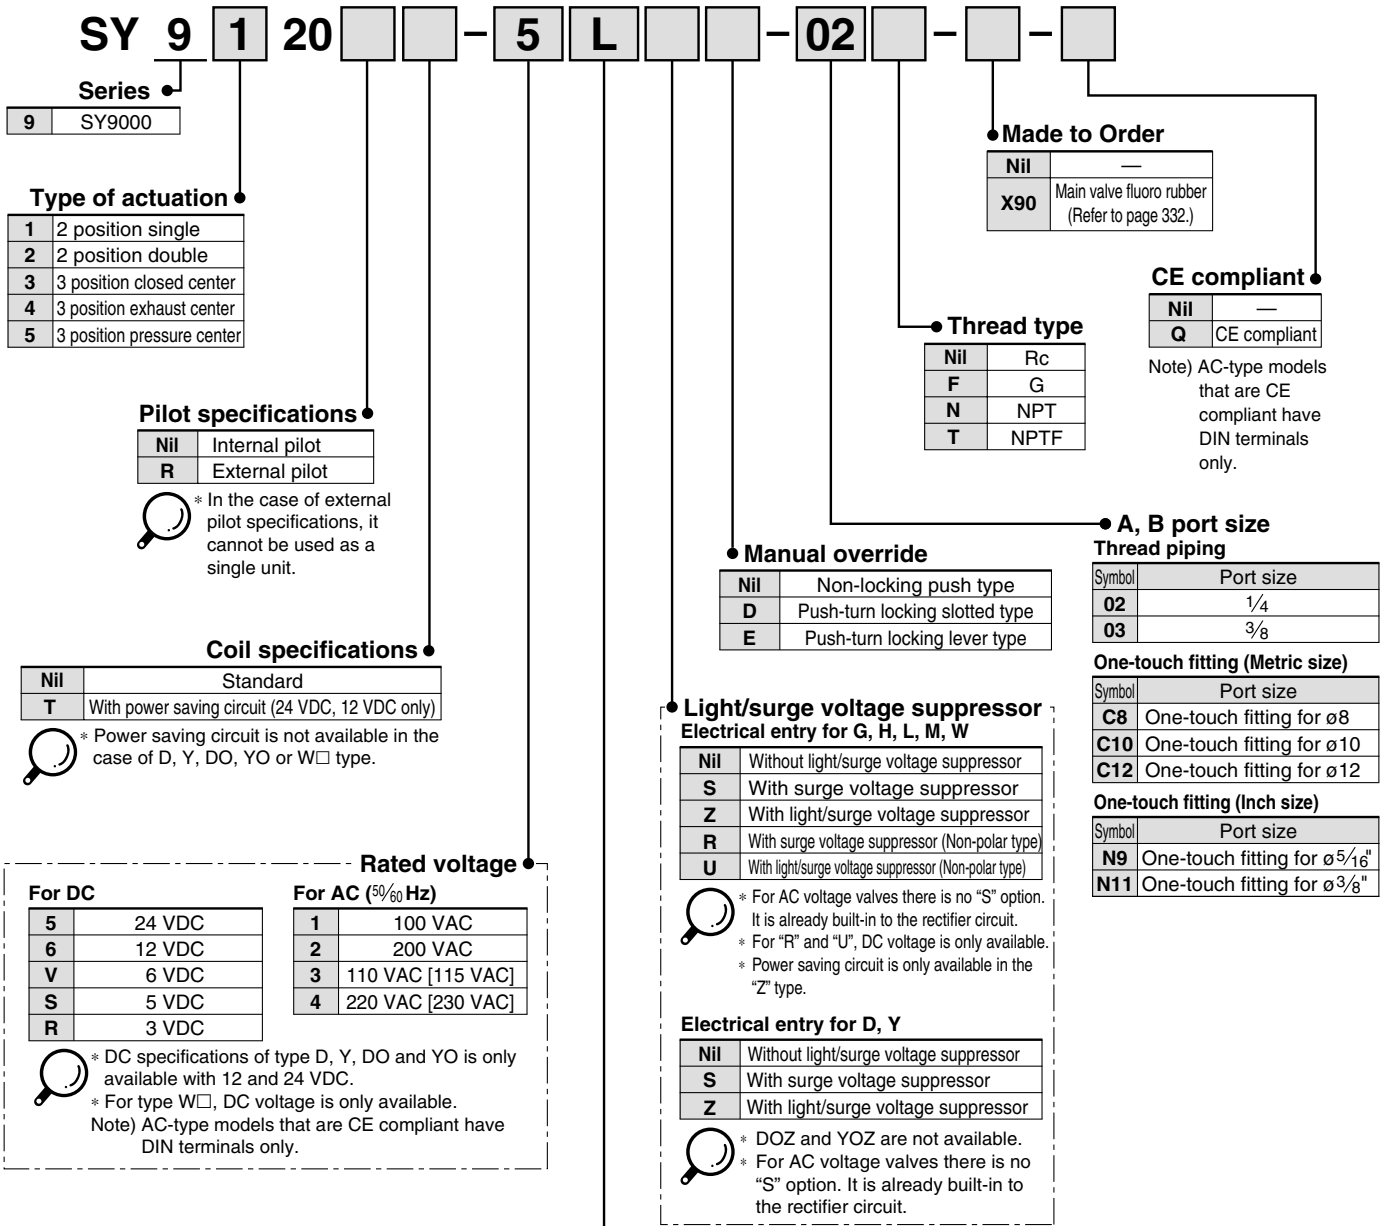 SY 9 1 20 - 5 L - 02 - -
Series
9 SY9000
Type of actuation
1 2 position single
2 2 position double
3 3 position closed center
4 3 position exhaust center
5 3 position pressure center
Pilot specifications
Nil Internal pilot
R External pilot
* In the case of external
pilot specifications, it
cannot be used as a
single unit.
Coil specifications
Nil Standard
T With power saving circuit (24 VDC, 12 VDC only)
* Power saving circuit is not available in the
case of D, Y, DO, YO or W□ type.
Rated voltage
For DC
5 24 VDC
6 12 VDC
V 6 VDC
S 5 VDC
R 3 VDC
For AC (50/60 Hz)
1 100 VAC
2 200 VAC
3 110 VAC [115 VAC]
4 220 VAC [230 VAC]
* DC specifications of type D, Y, DO and YO is only
available with 12 and 24 VDC.
* For type W□, DC voltage is only available.
Note) AC-type models that are CE compliant have
DIN terminals only.
Light/surge voltage suppressor
Electrical entry for G, H, L, M, W
Nil Without light/surge voltage suppressor
S With surge voltage suppressor
Z With light/surge voltage suppressor
R With surge voltage suppressor (Non-polar type)
U With light/surge voltage suppressor (Non-polar type)
* For AC voltage valves there is no “S” option.
It is already built-in to the rectifier circuit.
* For “R” and “U”, DC voltage is only available.
* Power saving circuit is only available in the
“Z” type.
Electrical entry for D, Y
Nil Without light/surge voltage suppressor
S With surge voltage suppressor
Z With light/surge voltage suppressor
* DOZ and YOZ are not available.
* For AC voltage valves there is no
“S” option. It is already built-in to
the rectifier circuit.
Manual override
Nil Non-locking push type
D Push-turn locking slotted type
E Push-turn locking lever type
A, B port size
Thread piping
Symbol Port size
02 1/4
03 3/8
One-touch fitting (Metric size)
Symbol Port size
C8 One-touch fitting for ø8
C10 One-touch fitting for ø10
C12 One-touch fitting for ø12
One-touch fitting (Inch size)
Symbol Port size
N9 One-touch fitting for ø5/16"
N11 One-touch fitting for ø3/8"
Thread type
Nil Rc
F G
N NPT
T NPTF
Made to Order
Nil —
X90 Main valve fluoro rubber
(Refer to page 332.)
CE compliant
Nil —
Q CE compliant
Note) AC-type models
that are CE
compliant have
DIN terminals
only.